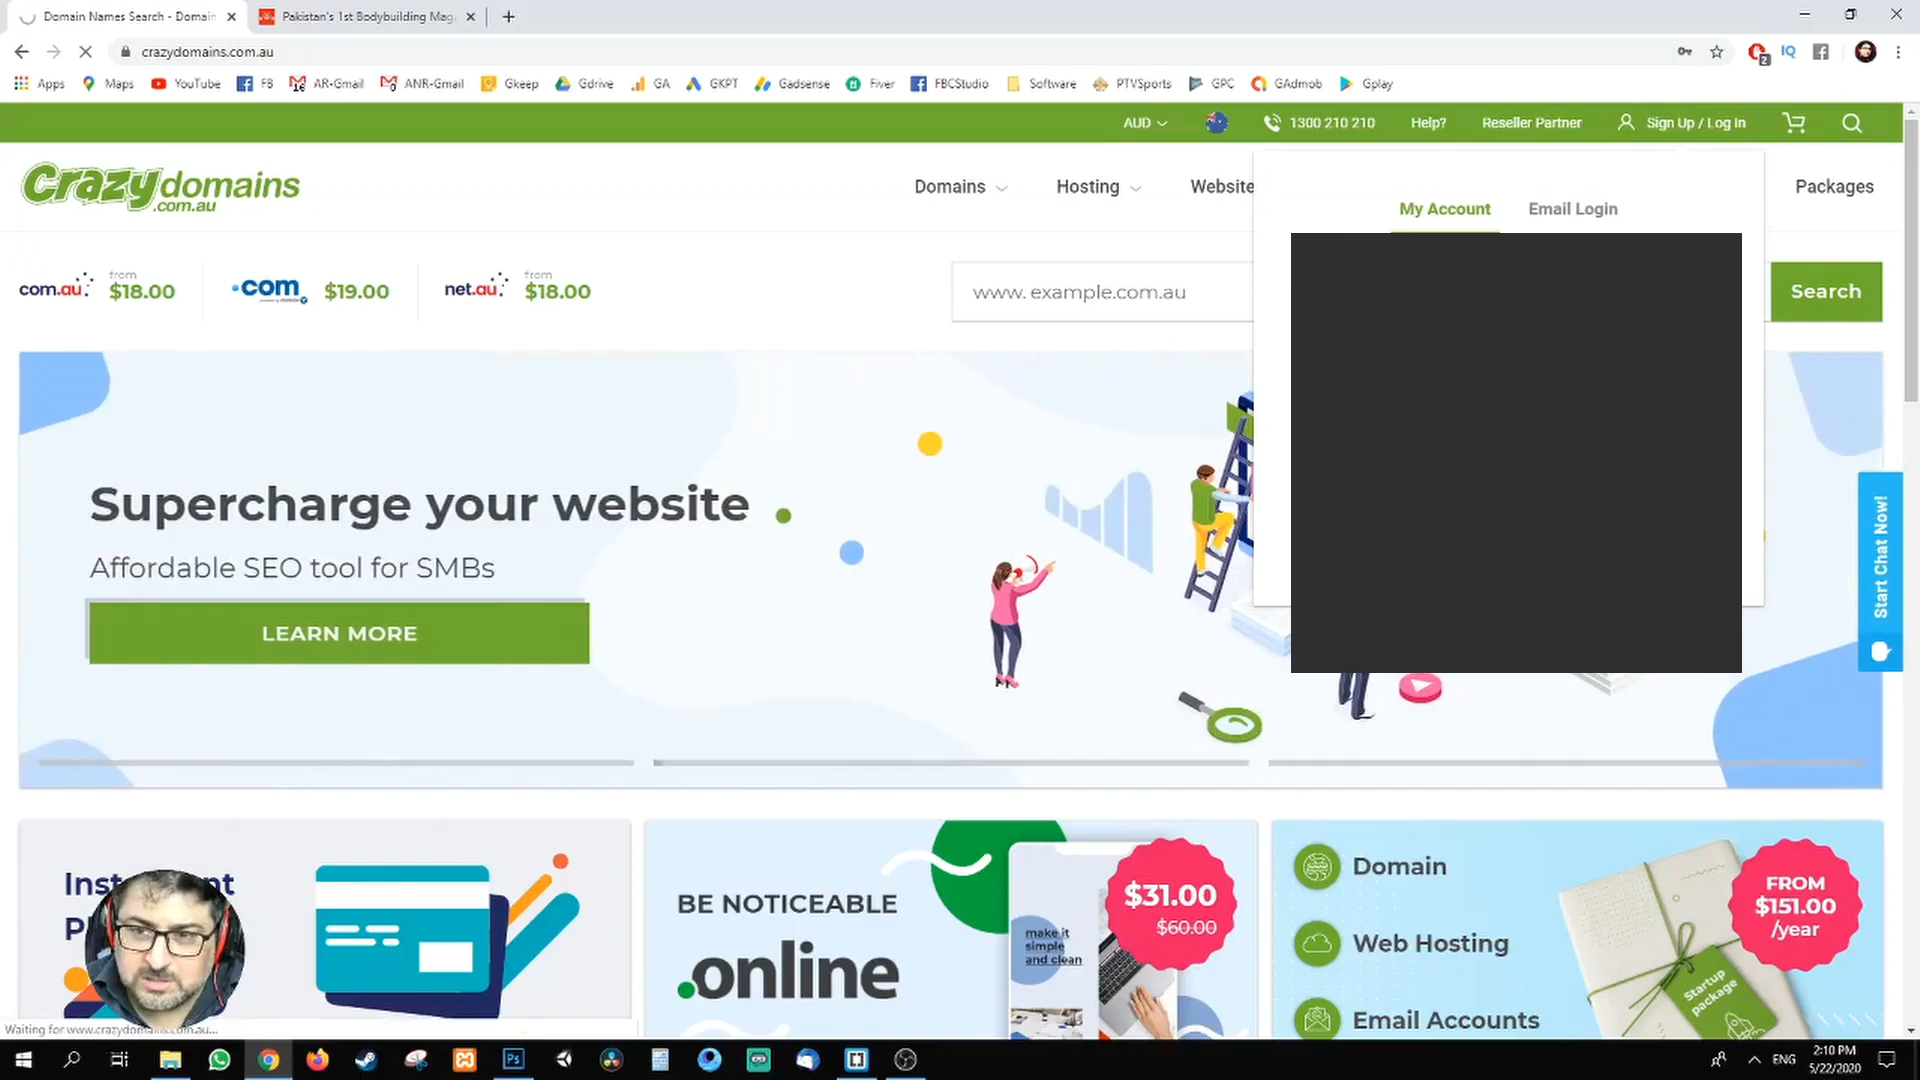 Domain Names Search - Domain
Pakistan's 1st Bodybuilding Mag
crazydomains.com.au
Apps Maps YouTube FB AR-Gmail ANR-Gmail Gkeep Gdrive GA GKPT Gadsense Fiver FBCStudio Software PTVSports GPC GAdmob Gplay
AUD 1300 210 210 Help? Reseller Partner Sign Up / Log In
Crazydomains
.com.au
Domains Hosting Website Packages
My Account Email Login
com.au from $18.00
.com $19.00
net.au from $18.00
www. example.com.au
Search
Supercharge your website
Affordable SEO tool for SMBs
LEARN MORE
Start Chat Now!
BE NOTICEABLE
.online
make it
simple
and clean
$31.00
$60.00
Domain
Web Hosting
Email Accounts
FROM
$151.00
/year
Startup
package
Waiting for www.crazydomains.com.au...
ENG
2:10 PM
5/22/2020